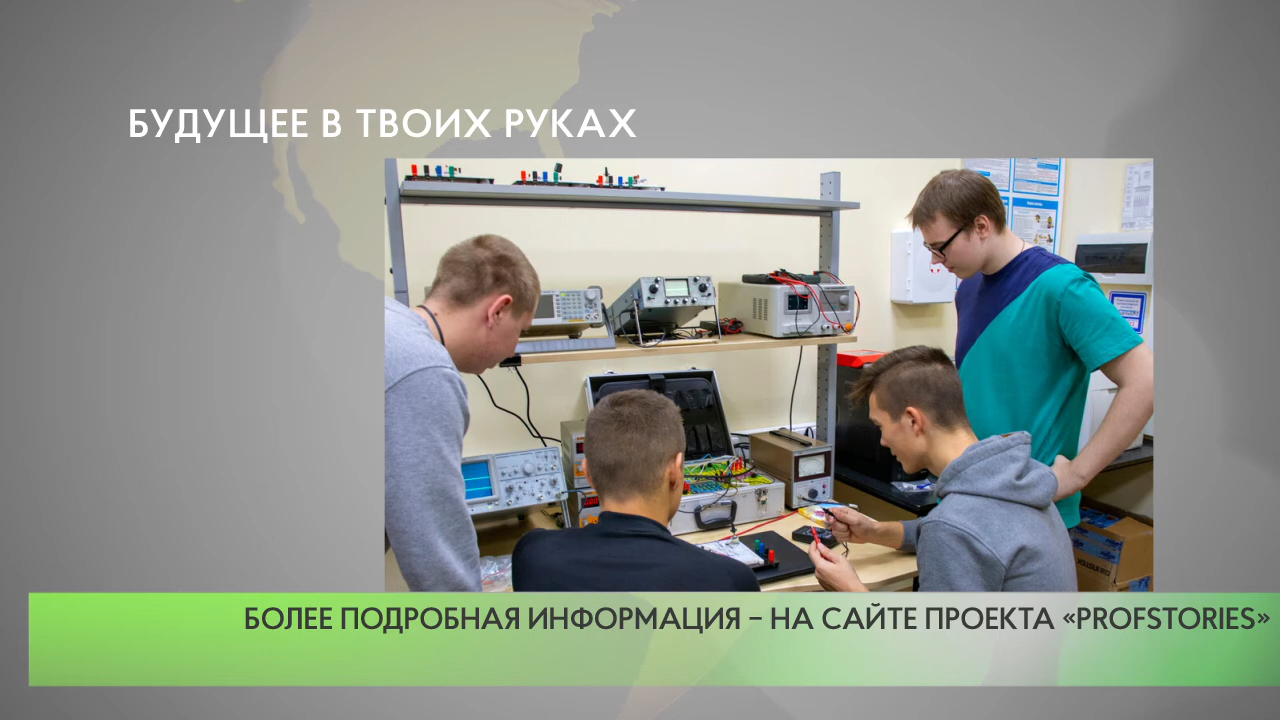 БУДУЩЕЕ В ТВОИХ РУКАХ
БОЛЕЕ ПОДРОБНАЯ ИНФОРМАЦИЯ – НА САЙТЕ ПРОЕКТА «PROFSTORIES»